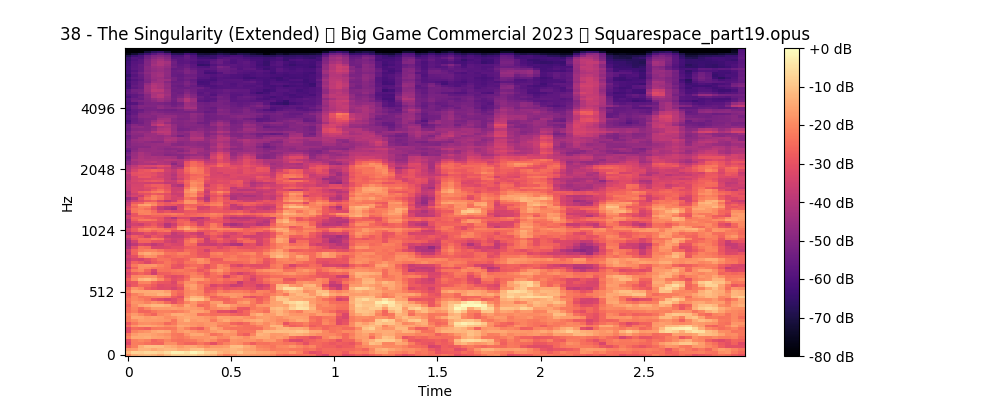 38 - The Singularity (Extended) ▯ Big Game Commercial 2023 ▯ Squarespace_part19.opus
+0 dB
-10 dB
-20 dB
-30 dB
-40 dB
-50 dB
-60 dB
-70 dB
-80 dB
Hz
4096
2048
1024
512
0
0
0.5
1
1.5
2
2.5
Time